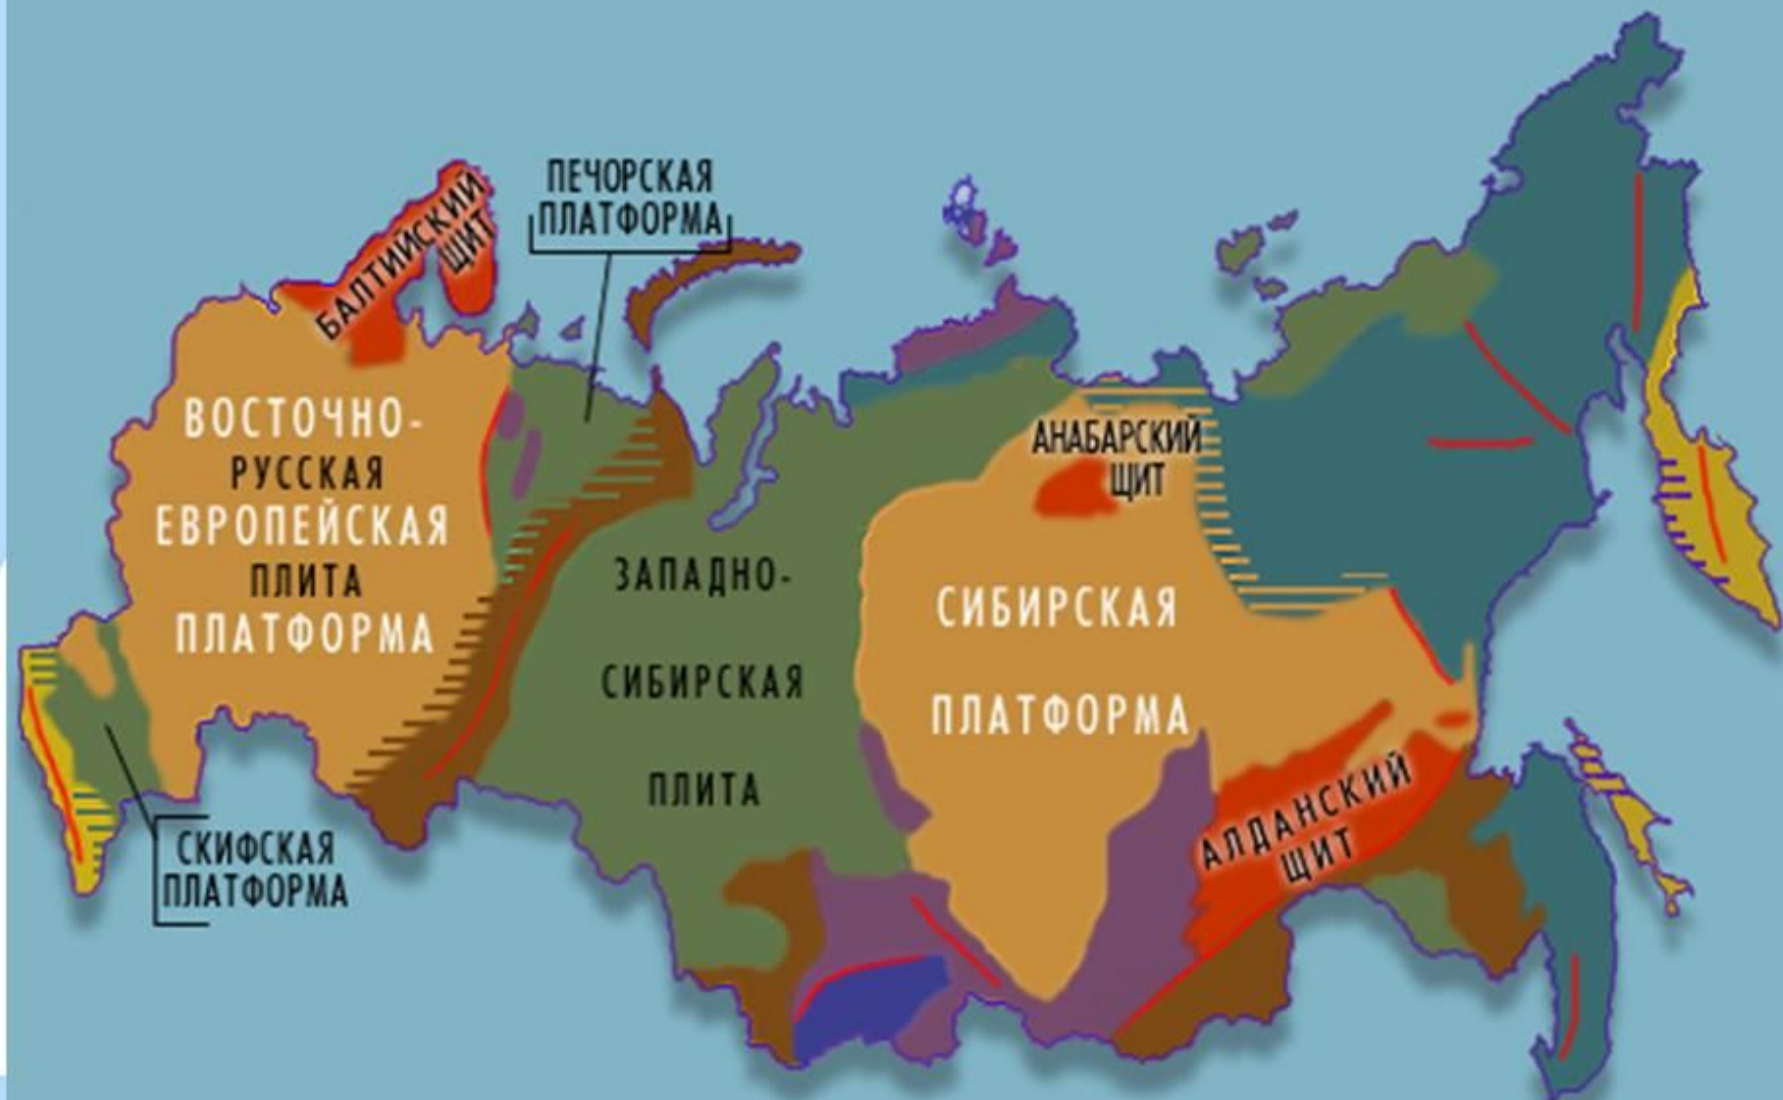 ПЕЧОРСКАЯ
ПЛАТФОРМА
БАЛТИЙСКИЙ
ЩИТ
ВОСТОЧНО-
РУССКАЯ
ЕВРОПЕЙСКАЯ
ПЛИТА
ПЛАТФОРМА
АНАБАРСКИЙ
ЩИТ
ЗАПАДНО-
СИБИРСКАЯ
ПЛИТА
СИБИРСКАЯ
ПЛАТФОРМА
АЛДАНСКИЙ
ЩИТ
СКИФСКАЯ
ПЛАТФОРМА